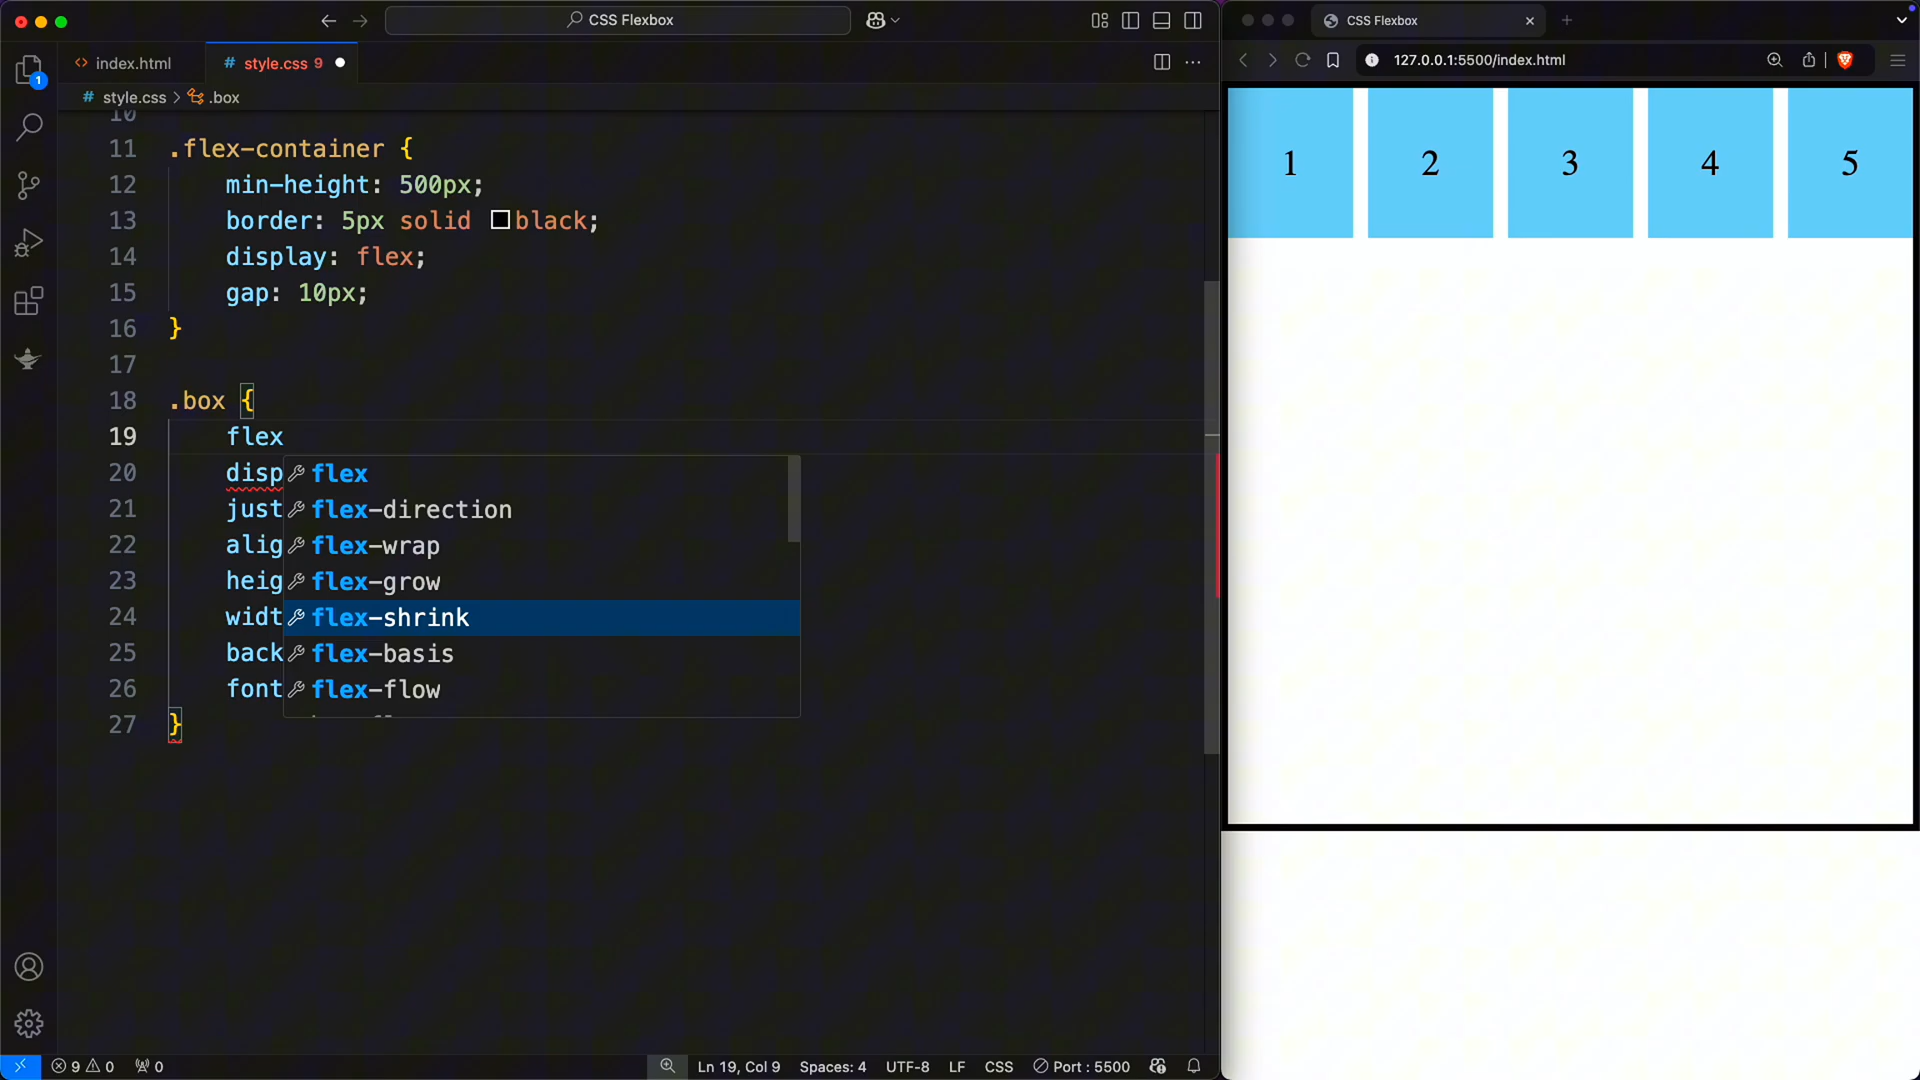 CSS Flexbox
index.html
style.css 9
style.css > .box
10
11 .flex-container {
12 min-height: 500px;
13 border: 5px solid black;
14 display: flex;
15 gap: 10px;
16 }
17
18 .box {
19 flex
20 disp
21 just
22 alig
23 heig
24 widt
25 back
26 font
27 }
flex
flex-direction
flex-wrap
flex-grow
flex-shrink
flex-basis
flex-flow
1
9 0 0
Ln 19, Col 9 Spaces: 4 UTF-8 LF CSS Port : 5500
CSS Flexbox
127.0.0.1:5500/index.html
1 2 3 4 5